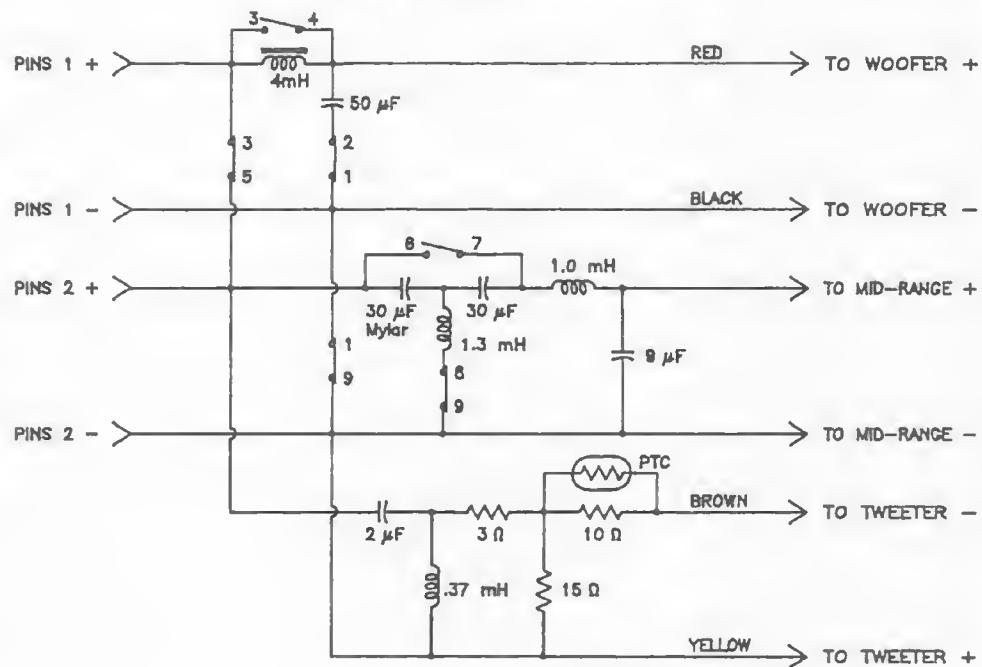 3 4
PINS 1 + RED TO WOOFER +
4mH
50 µF
3 2
5 1
PINS 1 - BLACK TO WOOFER -
6 7
1.0 mH
PINS 2 + TO MID-RANGE +
30 µF 30 µF
Mylar
1 1.3 mH 9 µF
8
9 9
PINS 2 - TO MID-RANGE -
PTC
BROWN TO TWEETER -
2 µF 3 Ω 10 Ω
.37 mH 15 Ω
YELLOW TO TWEETER +